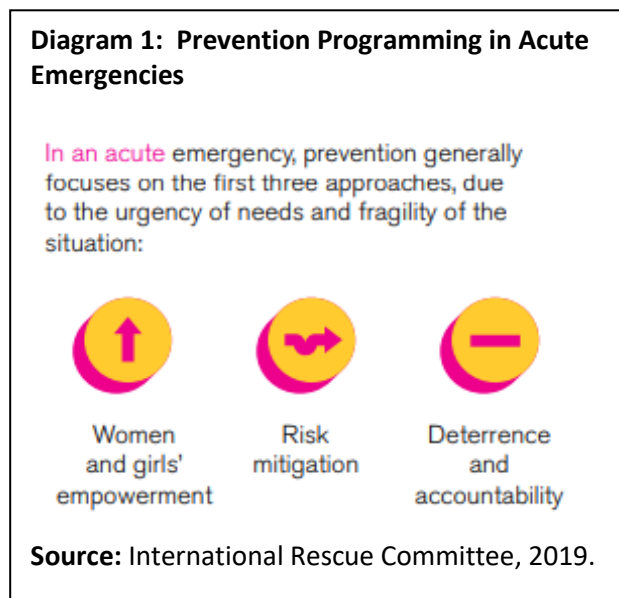 Diagram 1:  Prevention Programming in Acute
Emergencies
In an acute emergency, prevention generally
focuses on the first three approaches, due
to the urgency of needs and fragility of the
situation:
Women
and girls'
empowerment
Risk
mitigation
Deterrence
and
accountability
Source: International Rescue Committee, 2019.